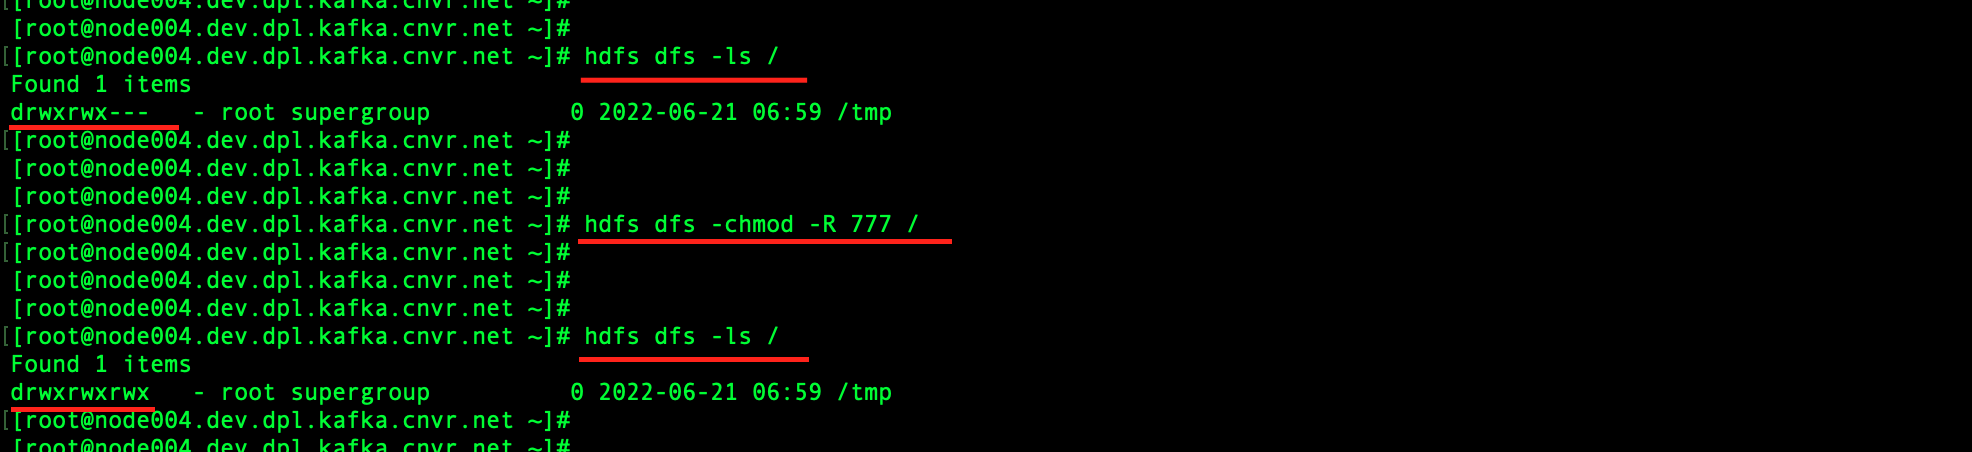 [[root@node004.dev.dpl.kafka.cnvr.net ~]#
[root@node004.dev.dpl.kafka.cnvr.net ~]#
[[root@node004.dev.dpl.kafka.cnvr.net ~]# hdfs dfs -ls /
Found 1 items
drwxrwx---   - root supergroup          0 2022-06-21 06:59 /tmp
[[root@node004.dev.dpl.kafka.cnvr.net ~]#
[root@node004.dev.dpl.kafka.cnvr.net ~]#
[root@node004.dev.dpl.kafka.cnvr.net ~]#
[[root@node004.dev.dpl.kafka.cnvr.net ~]# hdfs dfs -chmod -R 777 /
[[root@node004.dev.dpl.kafka.cnvr.net ~]#
[root@node004.dev.dpl.kafka.cnvr.net ~]#
[root@node004.dev.dpl.kafka.cnvr.net ~]#
[[root@node004.dev.dpl.kafka.cnvr.net ~]# hdfs dfs -ls /
Found 1 items
drwxrwxrwx   - root supergroup          0 2022-06-21 06:59 /tmp
[[root@node004.dev.dpl.kafka.cnvr.net ~]#
[root@node004.dev.dpl.kafka.cnvr.net ~]#